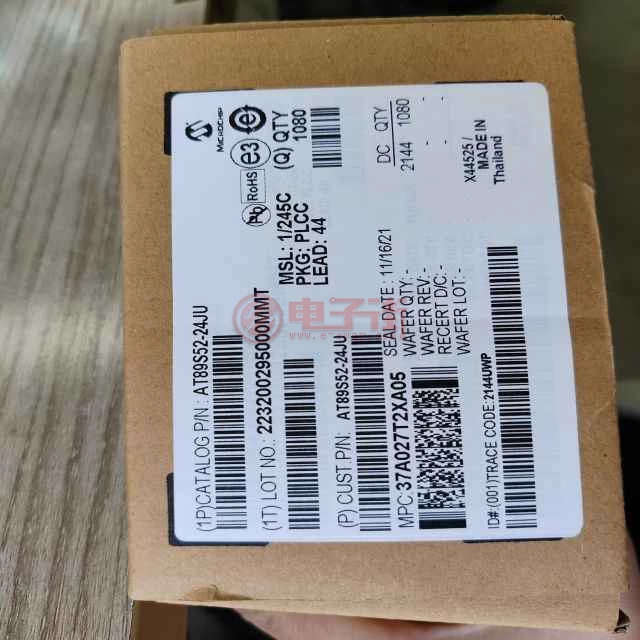 MICROCHIP
RoHS
e3
(1P)CATALOG P/N : AT89S52-24JU
(Q) QTY
1080
(1T) LOT NO.: 223200295000MMT
MSL: 1/245C
PKG: PLCC
LEAD: 44
(P) CUST.P/N: AT89S52-24JU
DC QTY
2144 1080
- -
- -
MPC:37A027T2XA05
SEAL DATE : 11/16/21
WAFER QTY: -
WAFER REV: -
RECERT D/C: -
WAFER LOT: -
X44525 /
MADE IN
Thailand
ID#:(001)TRACE CODE:2144UWP